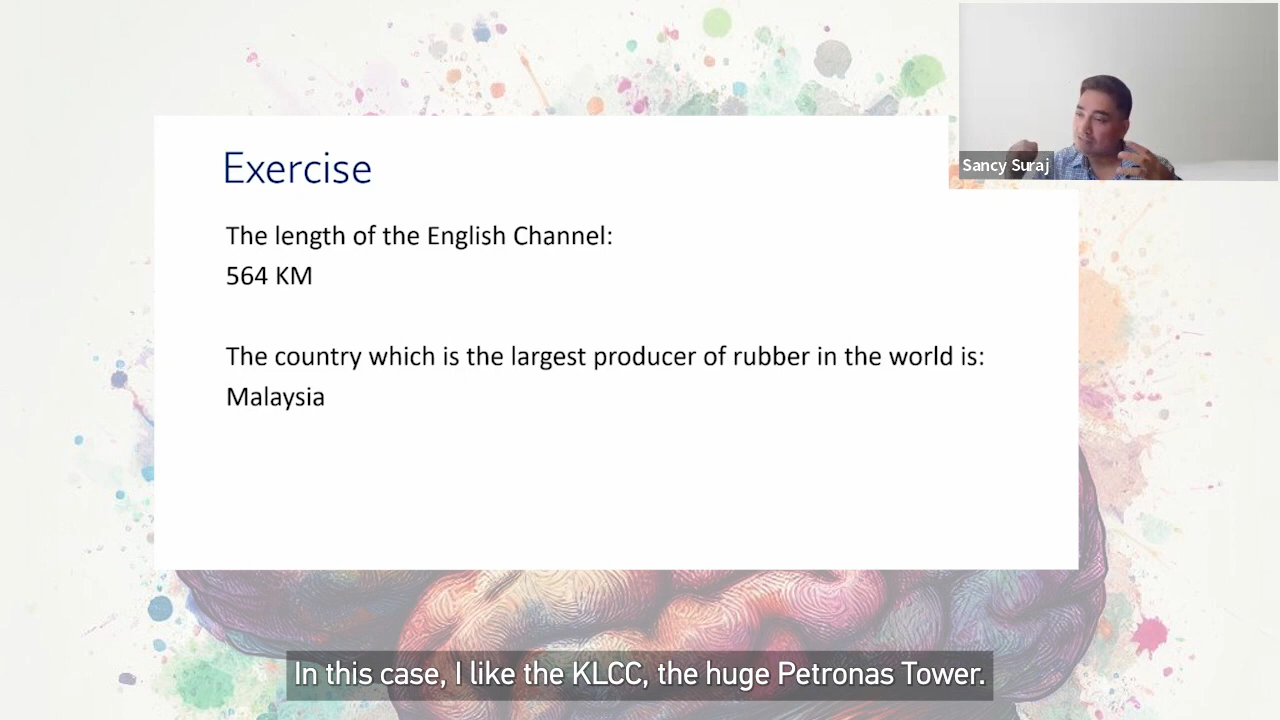 Exercise
The length of the English Channel:
564 KM
The country which is the largest producer of rubber in the world is:
Malaysia
Sancy Suraj
In this case, I like the KLCC, the huge Petronas Tower.